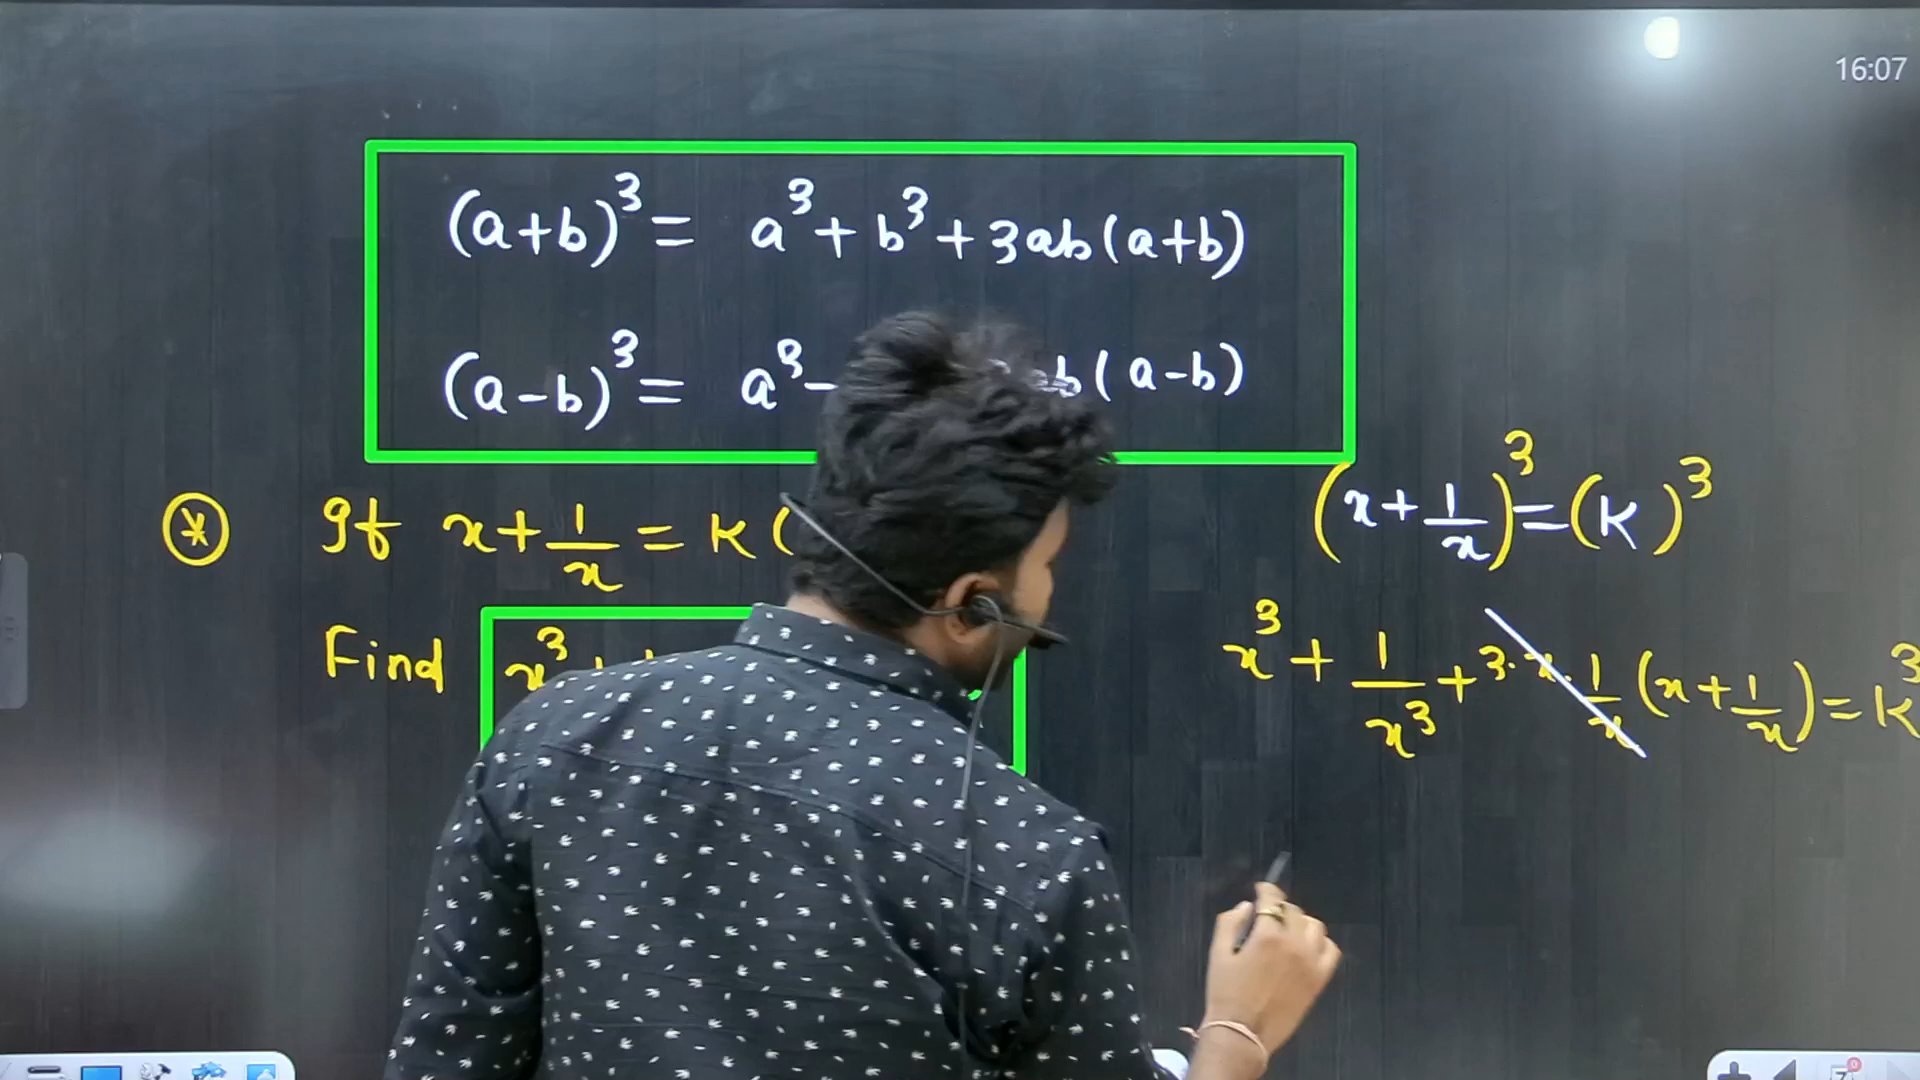 16:07
(a+b)³ = a³ + b³ + 3ab(a+b)
(a-b)³ = a³ - ab(a-b)
If x + 1/x = K (
Find x³ +
(x + 1/x)³ = (K)³
x³ + 1/x³ + 3·x·1/x (x + 1/x) = K³